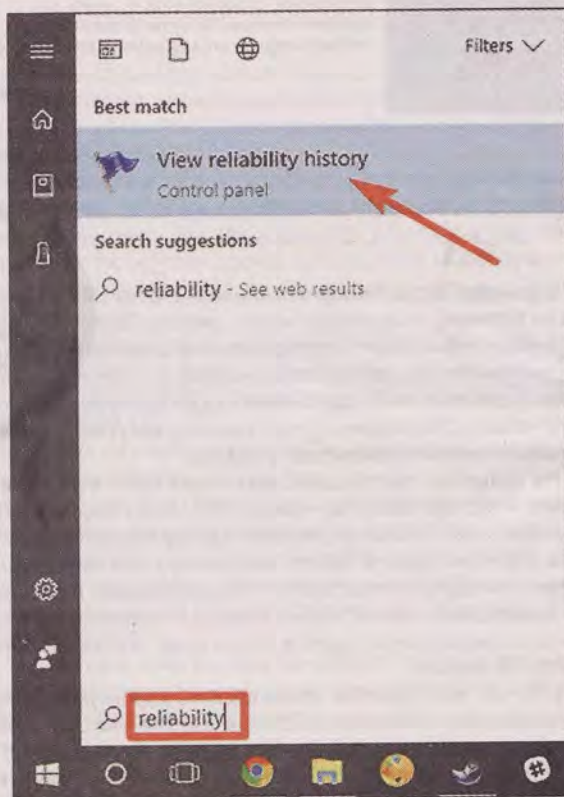 Filters
Best match
View reliability history
Control panel
Search suggestions
reliability - See web results
reliability